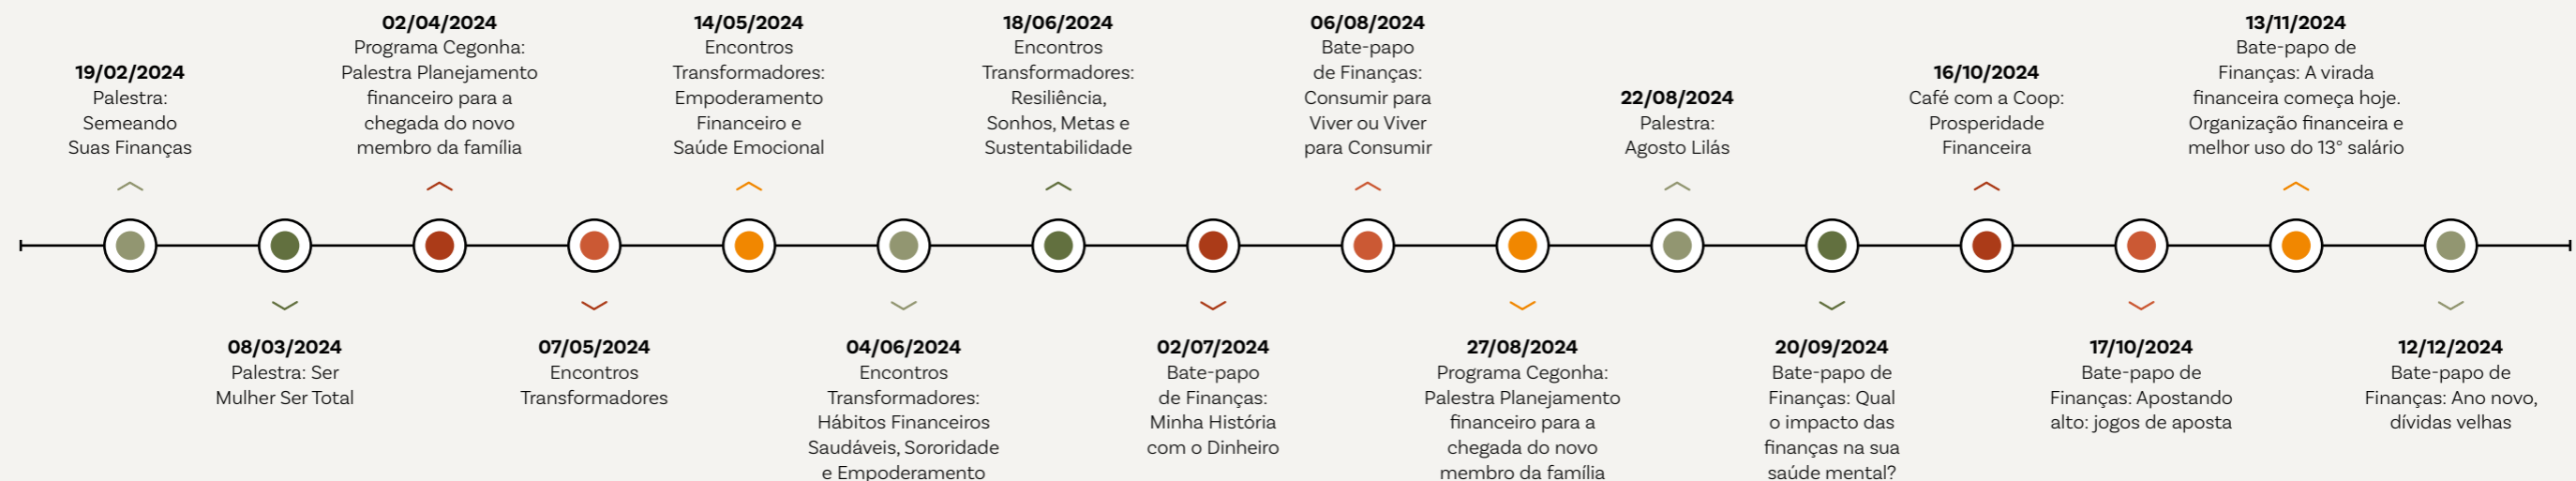 19/02/2024
Palestra:
Semeando
Suas Finanças
08/03/2024
Palestra: Ser
Mulher Ser Total
02/04/2024
Programa Cegonha:
Palestra Planejamento
financeiro para a
chegada do novo
membro da família
07/05/2024
Encontros
Transformadores
14/05/2024
Encontros
Transformadores:
Empoderamento
Financeiro e
Saúde Emocional
04/06/2024
Encontros
Transformadores:
Hábitos Financeiros
Saudáveis, Sororidade
e Empoderamento
18/06/2024
Encontros
Transformadores:
Resiliência,
Sonhos, Metas e
Sustentabilidade
02/07/2024
Bate-papo
de Finanças:
Minha História
com o Dinheiro
06/08/2024
Bate-papo
de Finanças:
Consumir para
Viver ou Viver
para Consumir
27/08/2024
Programa Cegonha:
Palestra Planejamento
financeiro para a
chegada do novo
membro da família
22/08/2024
Palestra:
Agosto Lilás
20/09/2024
Bate-papo de
Finanças: Qual
o impacto das
finanças na sua
saúde mental?
16/10/2024
Café com a Coop:
Prosperidade
Financeira
17/10/2024
Bate-papo de
Finanças: Apostando
alto: jogos de aposta
13/11/2024
Bate-papo de
Finanças: A virada
financeira começa hoje.
Organização financeira e
melhor uso do 13° salário
12/12/2024
Bate-papo de
Finanças: Ano novo,
dívidas velhas